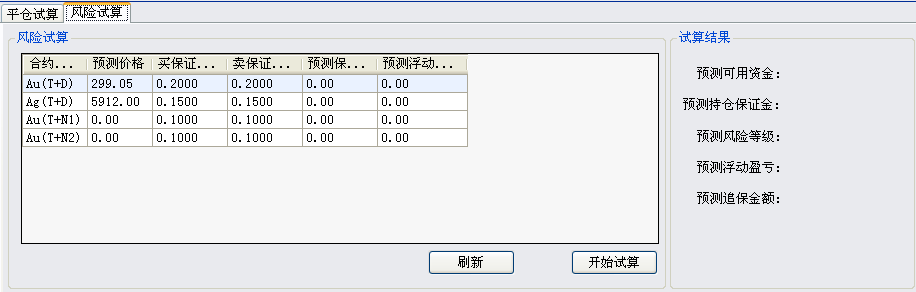 平仓试算 风险试算
风险试算
合约... 预测价格 买保证... 卖保证... 预测保... 预测浮动...
Au(T+D) 299.05 0.2000 0.2000 0.00 0.00
Ag(T+D) 5912.00 0.1500 0.1500 0.00 0.00
Au(T+N1) 0.00 0.1000 0.1000 0.00 0.00
Au(T+N2) 0.00 0.1000 0.1000 0.00 0.00
刷新 开始试算
试算结果
预测可用资金:
预测持仓保证金:
预测风险等级:
预测浮动盈亏:
预测追保金额: